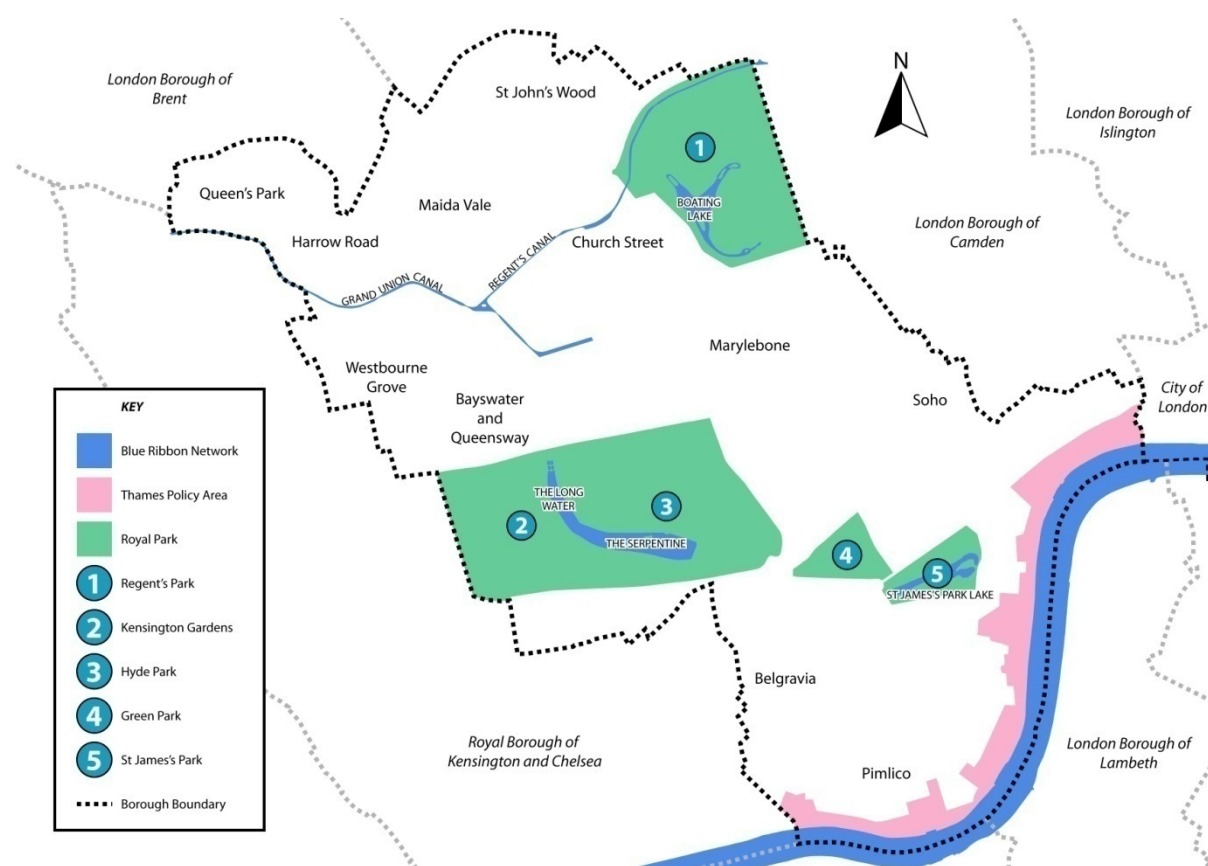 London Borough of
Brent
St John's Wood
N
London Borough of
Islington
1
Queen's Park
Maida Vale
BOATING
LAKE
Harrow Road
Church Street
London Borough of
Camden
REGENT'S CANAL
GRAND UNION CANAL
Marylebone
Westbourne
Grove
Bayswater
and
Queensway
Soho
City of
London
THE LONG
WATER
2
3
THE SERPENTINE
4
5
ST JAMES'S PARK LAKE
Belgravia
Royal Borough of
Kensington and Chelsea
Pimlico
London Borough of
Lambeth
KEY
Blue Ribbon Network
Thames Policy Area
Royal Park
1 Regent's Park
2 Kensington Gardens
3 Hyde Park
4 Green Park
5 St James's Park
Borough Boundary